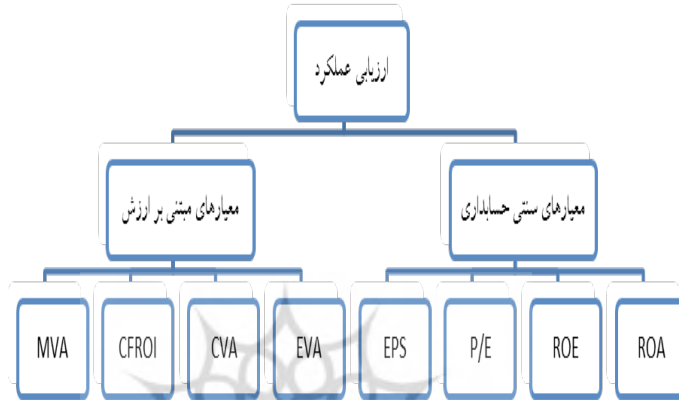 ارزیابی عملکرد
معیارهای سنتی حسابداری
معیارهای مبتنی بر ارزش
ROA
ROE
P/E
EPS
EVA
CVA
CFROI
MVA